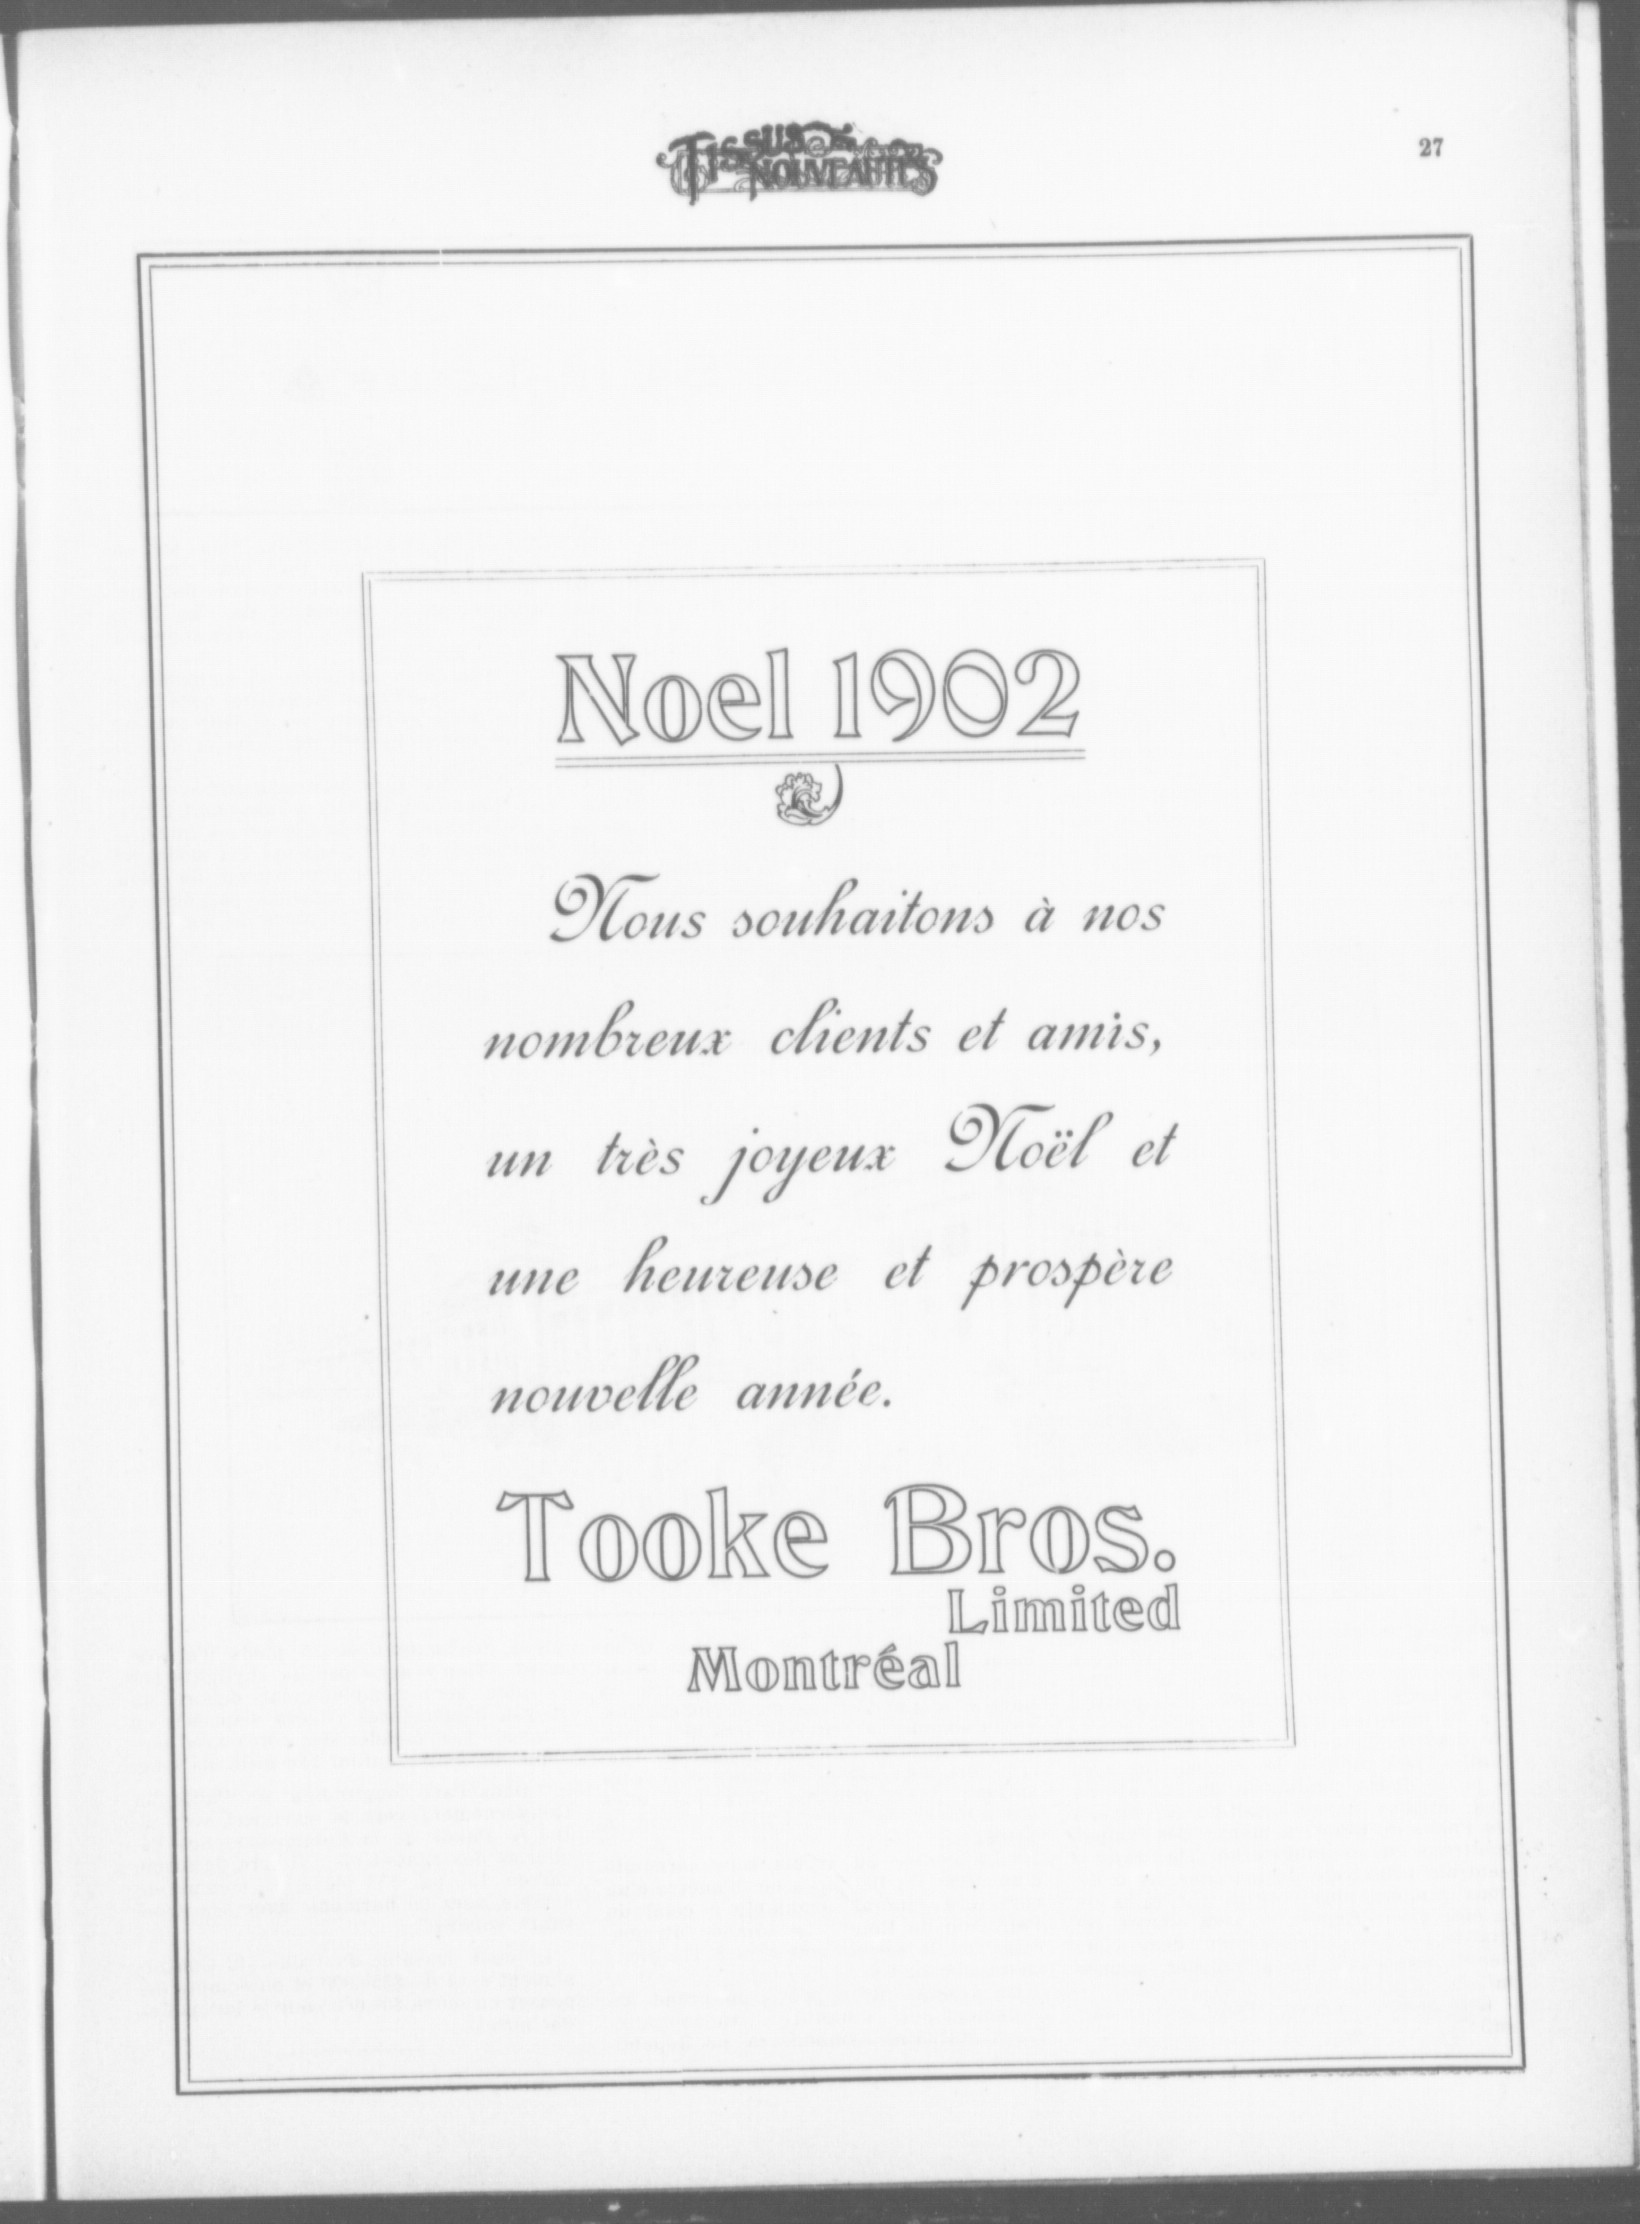 TISSUS & NOUVEAUTÉS
27
Noel 1902
Nous souhaitons à nos
nombreux clients et amis,
un très joyeux Noël et
une heureuse et prospère
nouvelle année.
Tooke Bros.
Limited
Montréal